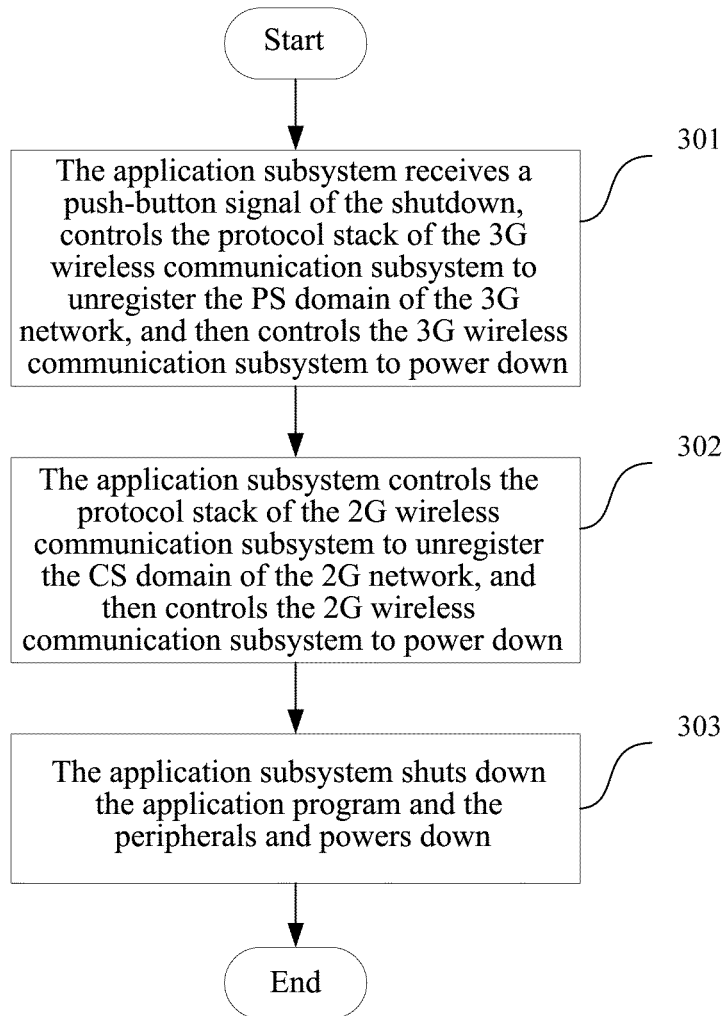 Start
301
The application subsystem receives a
push-button signal of the shutdown,
controls the protocol stack of the 3G
wireless communication subsystem to
unregister the PS domain of the 3G
network, and then controls the 3G wireless
communication subsystem to power down
302
The application subsystem controls the
protocol stack of the 2G wireless
communication subsystem to unregister
the CS domain of the 2G network, and
then controls the 2G wireless
communication subsystem to power down
303
The application subsystem shuts down
the application program and the
peripherals and powers down
End